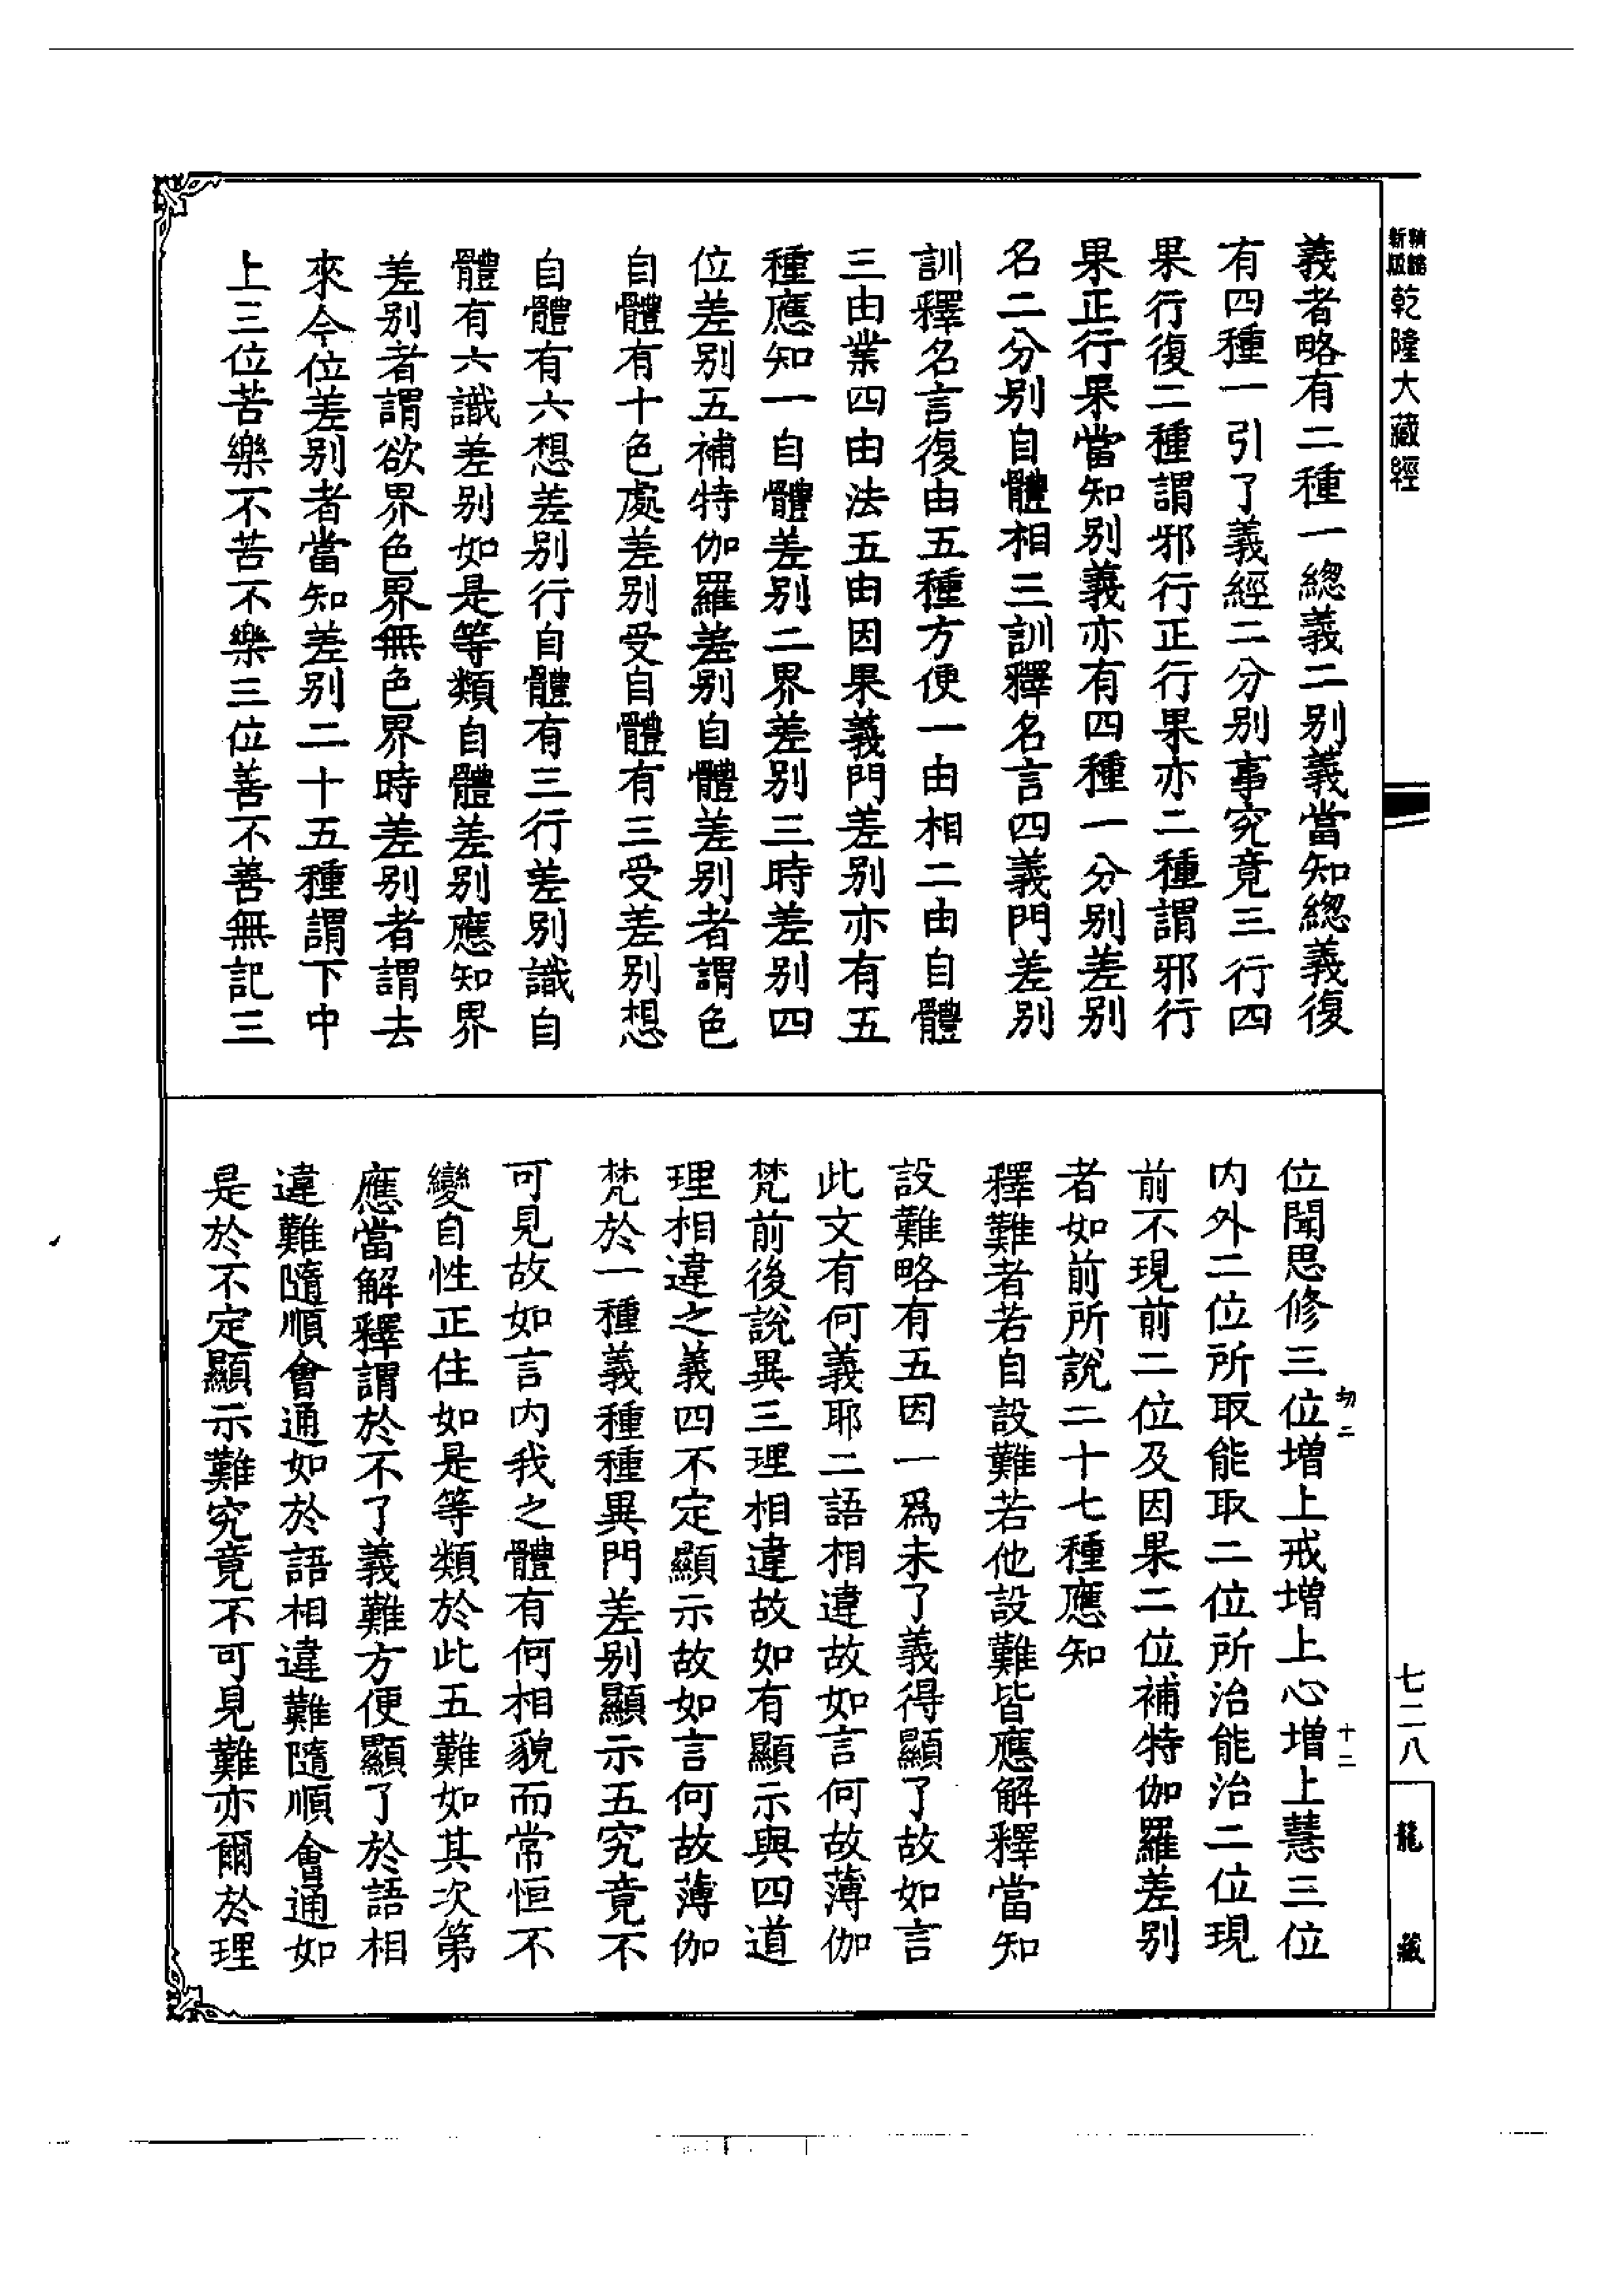 精縮
新版
乾隆大藏經
義者略有二種一總義二別義當知總義復
有四種一引了義經二分別事究竟三行四
果行復二種謂邪行正行果亦二種謂邪行
果正行果當知別義亦有四種一分別差別
名二分別自體相三訓釋名言四義門差別
訓釋名言復由五種方便一由相二由自體
三由業四由法五由因果義門差別亦有五
種應知一自體差別二界差別三時差別四
位差別五補特伽羅差別自體差別者謂色
自體有十色處差別受自體有三受差別想
自體有六想差別行自體有三行差別識自
體有六識差別如是等類自體差別應知界
差別者謂欲界色界無色界時差別者謂去
來今位差別者當知差別二十五種謂下中
上三位苦樂不苦不樂三位善不善無記三
位聞思修三位增上戒增上心增上慧三位
內外二位所取能取二位所治能治二位現
前不現前二位及因果二位補特伽羅差別
者如前所說二十七種應知
釋難者若自設難若他設難皆應解釋當知
設難略有五因一爲未了義得顯了故如言
此文有何義耶二語相違故如言何故薄伽
梵前後說異三理相違故如有顯示與四道
理相違之義四不定顯示故如言何故薄伽
梵於一種義種種異門差別顯示五究竟不
可見故如言內我之體有何相貌而常恒不
變自性正住如是等類於此五難如其次第
應當解釋謂於不了義難方便顯了於語相
違難隨順會通如於語相違難隨順會通如
是於不定顯示難究竟不可見難亦爾於理
十二
七二八
龍藏